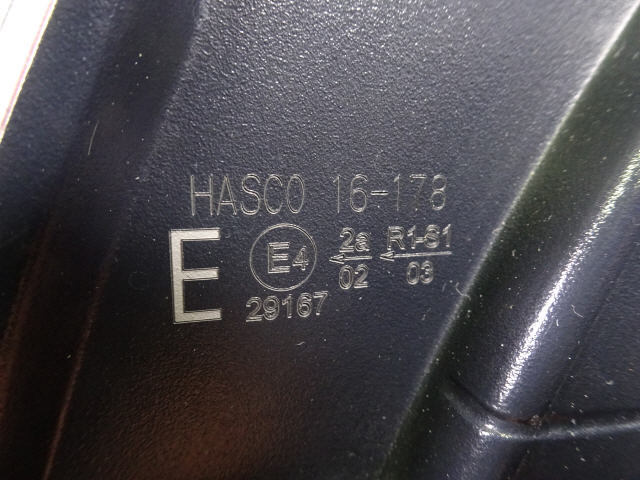 HASCO 16-178
E E4 2a R1-S1
02 03
29167